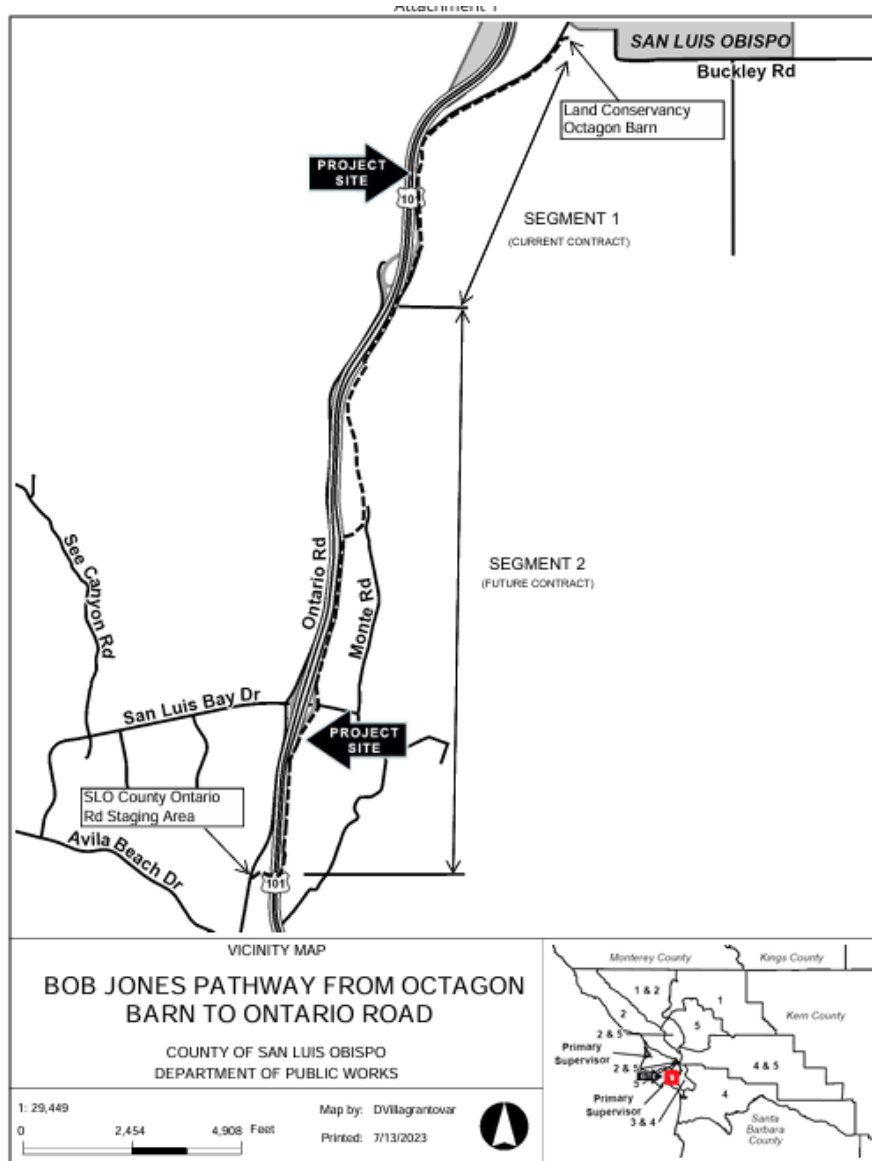 Attachment 1
SAN LUIS OBISPO
Buckley Rd
Land Conservancy
Octagon Barn
PROJECT
SITE
101
SEGMENT 1
(CURRENT CONTRACT)
SEGMENT 2
(FUTURE CONTRACT)
See Canyon Rd
Ontario Rd
Monte Rd
San Luis Bay Dr
PROJECT
SITE
SLO County Ontario
Rd Staging Area
Avila Beach Dr
101
VICINITY MAP
BOB JONES PATHWAY FROM OCTAGON
BARN TO ONTARIO ROAD
COUNTY OF SAN LUIS OBISPO
DEPARTMENT OF PUBLIC WORKS
1: 29,449
0 2,454 4,908 Feet
Map by: DVillagrantovar
Printed: 7/13/2023
Monterey County
Kings County
1 & 2
1
2
5
Kern County
2 & 5
Primary
Supervisor
2 & 5
4 & 5
5
Primary
Supervisor
4
3 & 4
Santa
Barbara
County